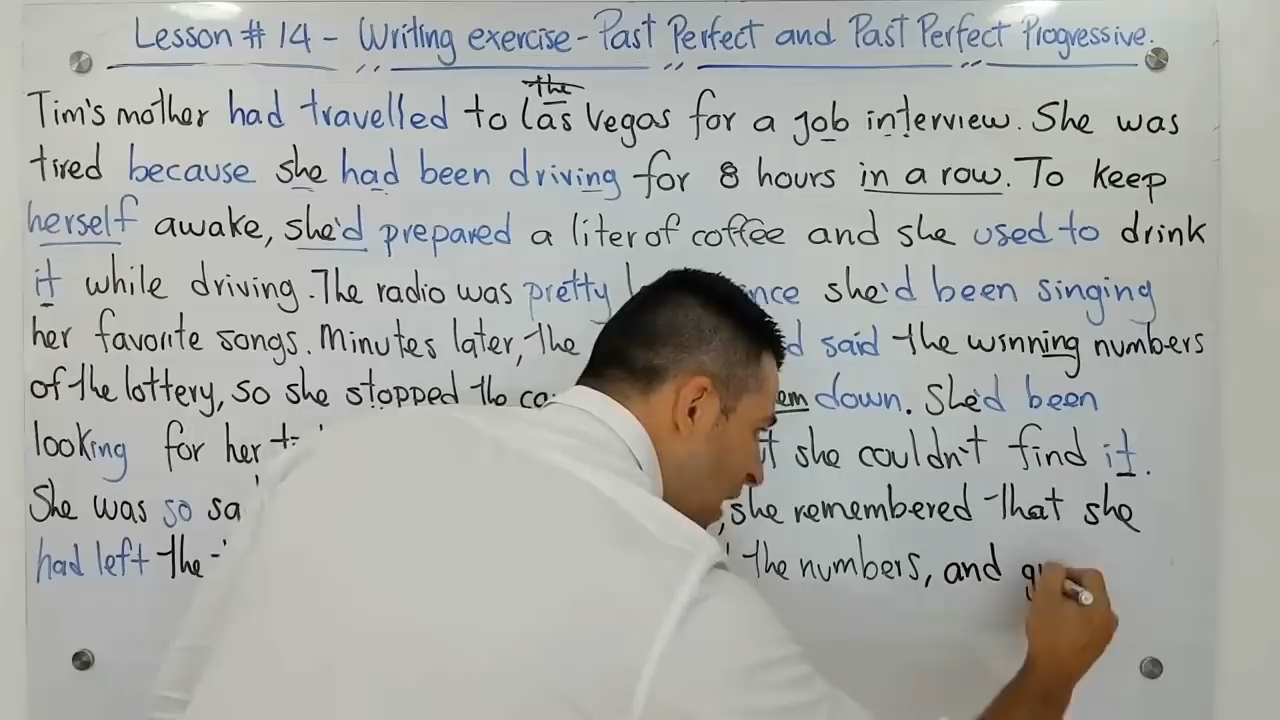 Lesson # 14 - Writing exercise - Past Perfect and Past Perfect Progressive.
the
Tim's mother had travelled to las Vegas for a job interview. She was
tired because she had been driving for 8 hours in a row. To keep
herself awake, she'd prepared a liter of coffee and she used to drink
it while driving. The radio was pretty she'd been singing
her favorite songs. Minutes later, the said the winning numbers
of the lottery, so she stopped the down. She'd been
looking for her she couldn't find it.
She was so she remembered that she
had left the the numbers, and